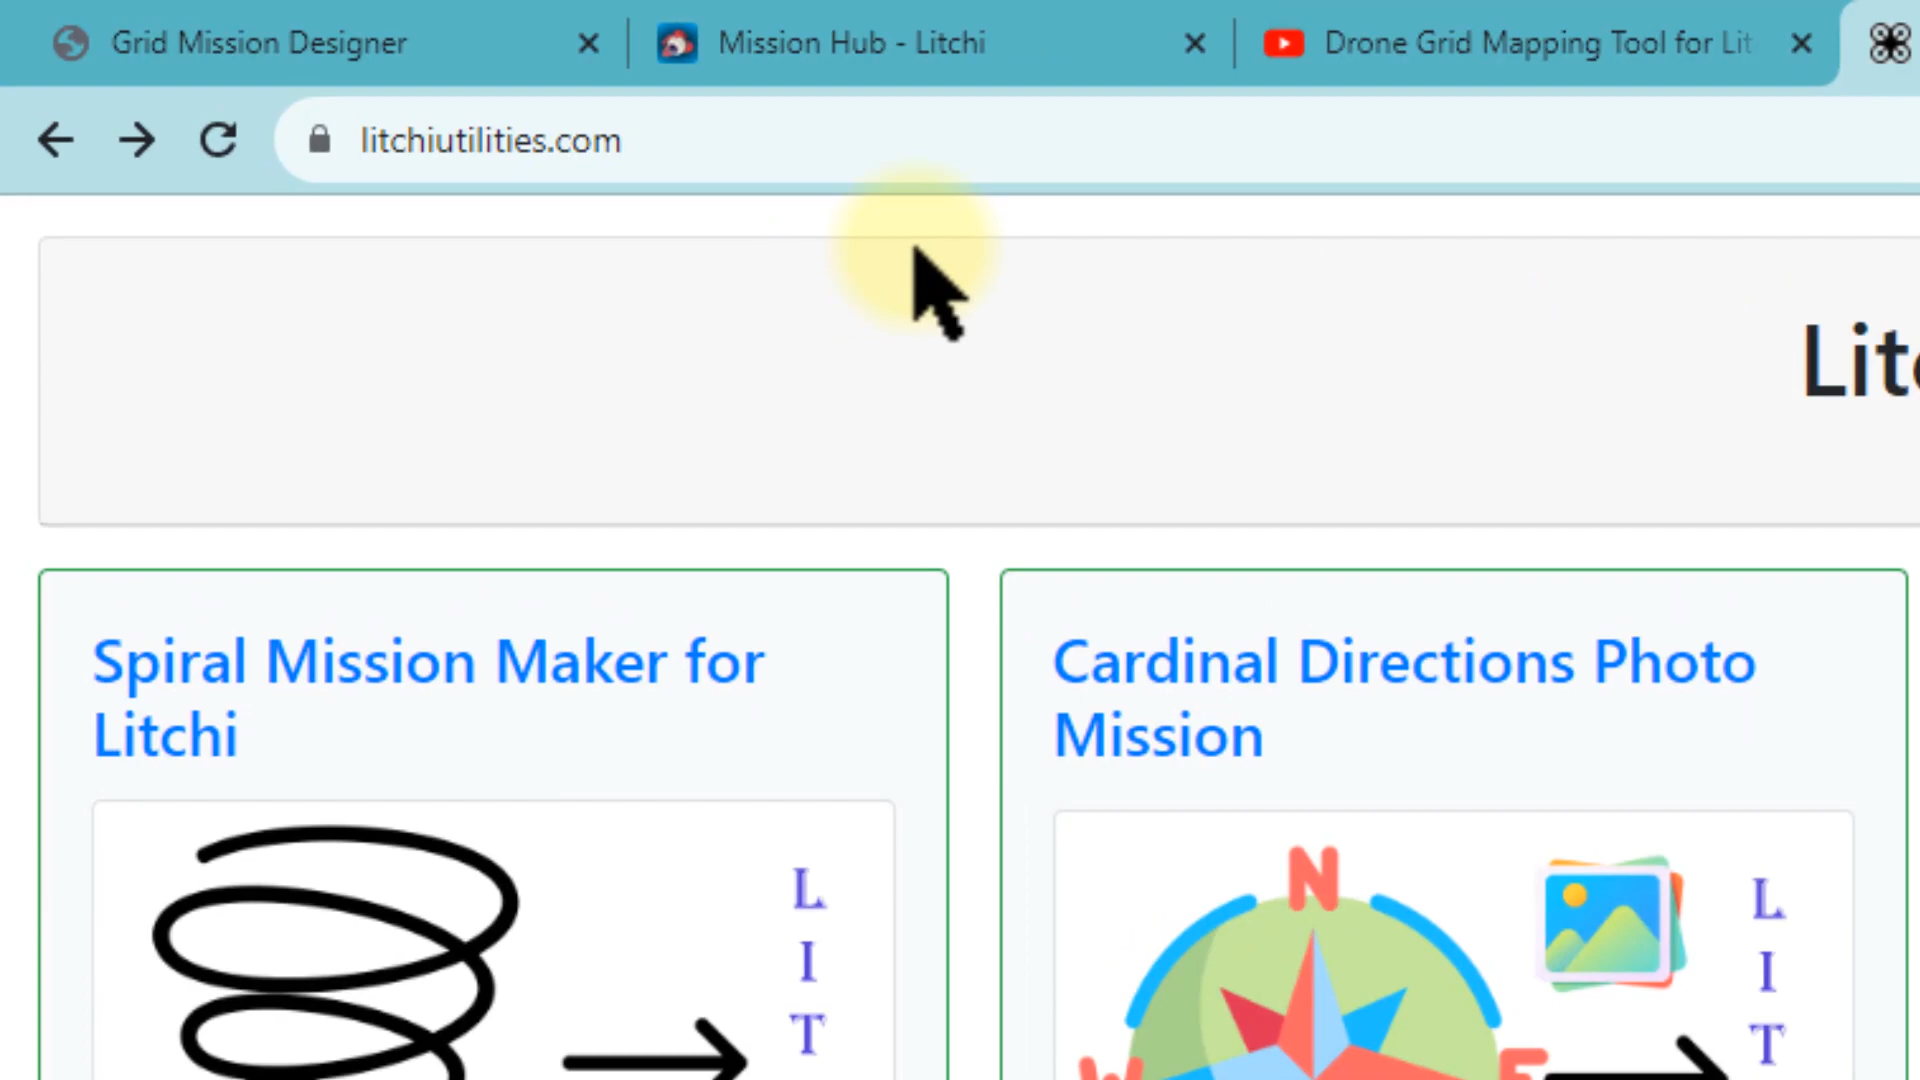 Grid Mission Designer
Mission Hub - Litchi
Drone Grid Mapping Tool for Lit
litchiutilities.com
Spiral Mission Maker for
Litchi
L
I
T
Cardinal Directions Photo
Mission
N
L
I
T
W
E